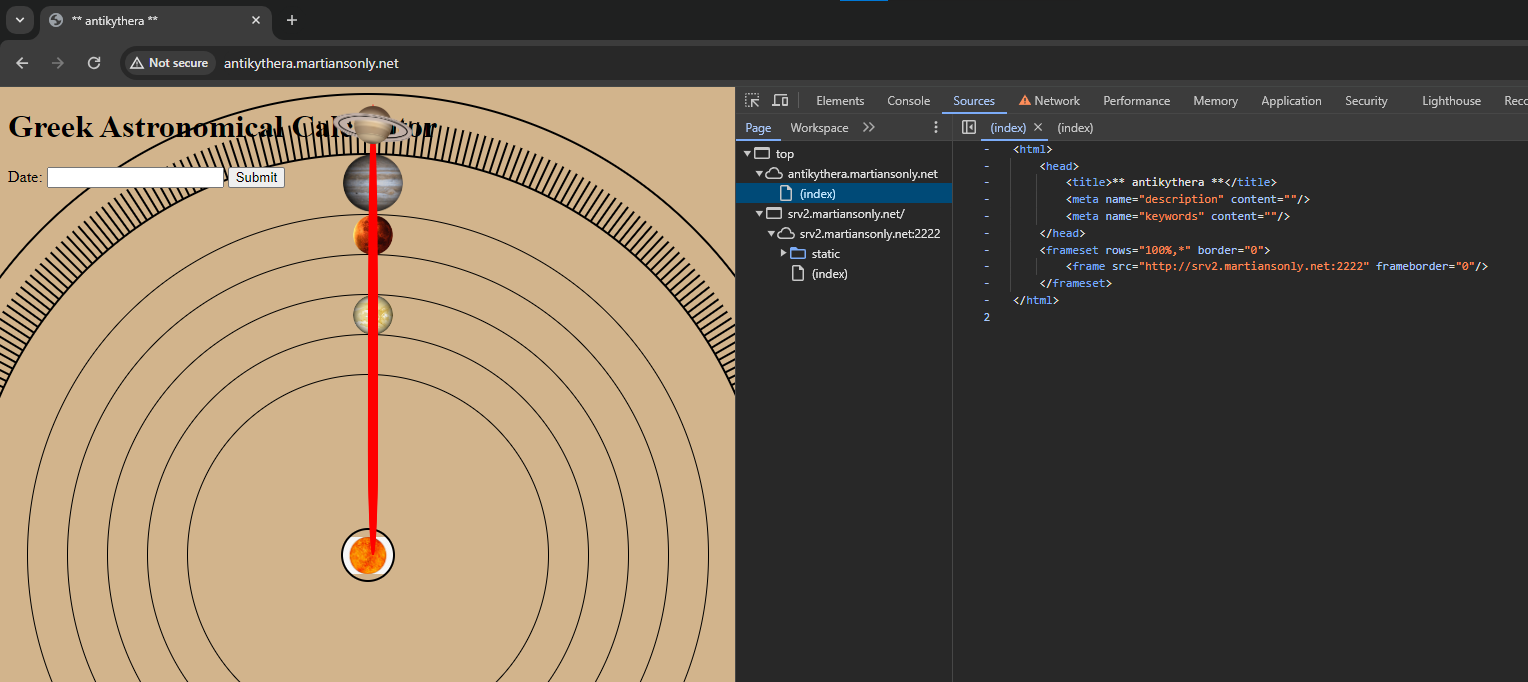 ** antikythera **
Not secure antikythera.martiansonly.net
Greek Astronomical Cal
Date: Submit
Elements Console Sources Network Performance Memory Application Security Lighthouse Reco
Page Workspace
(index) (index)
top
antikythera.martiansonly.net
(index)
srv2.martiansonly.net/
srv2.martiansonly.net:2222
static
(index)
- <html>
- <head>
- <title>** antikythera **</title>
- <meta name="description" content=""/>
- <meta name="keywords" content=""/>
- </head>
- <frameset rows="100%,*" border="0">
- <frame src="http://srv2.martiansonly.net:2222" frameborder="0"/>
- </frameset>
- </html>
2